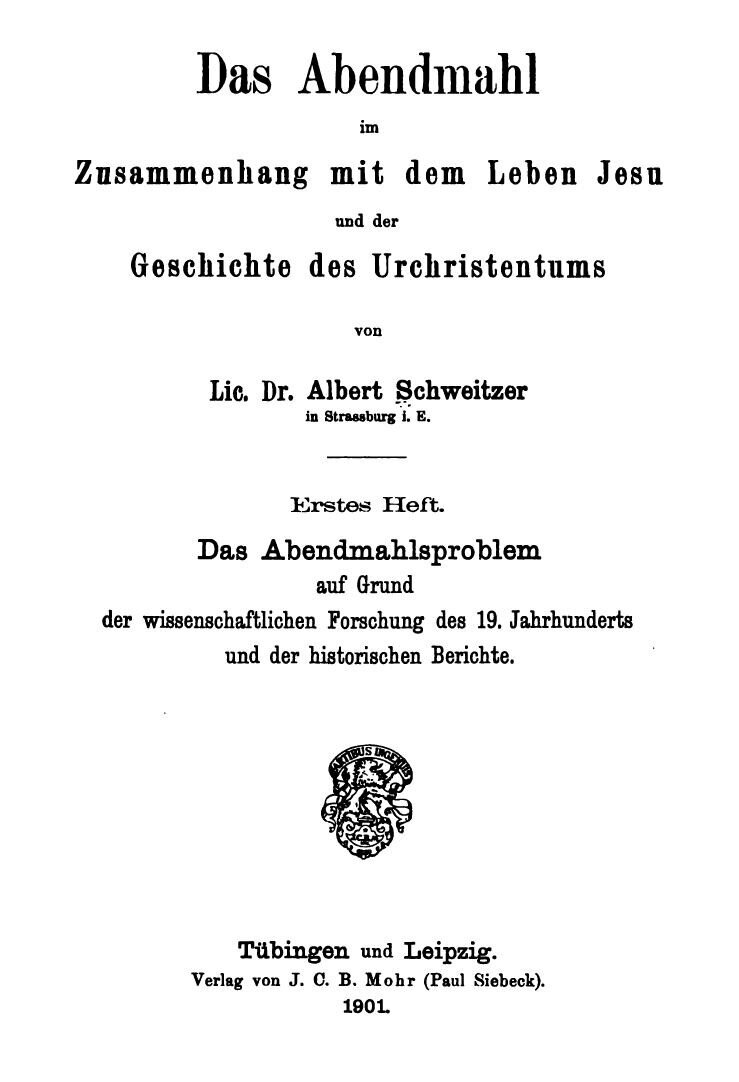 Das Abendmahl
im
Zusammenhang mit dem Leben Jesu
und der
Geschichte des Urchristentums
von
Lic. Dr. Albert Schweitzer
in Strassburg i. E.
Erstes Heft.
Das Abendmahlsproblem
auf Grund
der wissenschaftlichen Forschung des 19. Jahrhunderts
und der historischen Berichte.
Tübingen und Leipzig.
Verlag von J. C. B. Mohr (Paul Siebeck).
1901.